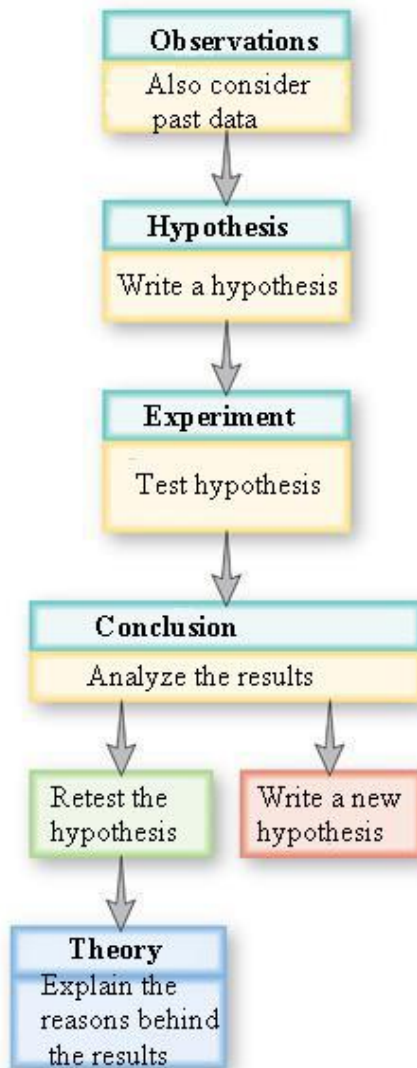 Observations
Also consider
past data
Hypothesis
Write a hypothesis
Experiment
Test hypothesis
Conclusion
Analyze the results
Retest the
hypothesis
Write a new
hypothesis
Theory
Explain the
reasons behind
the results